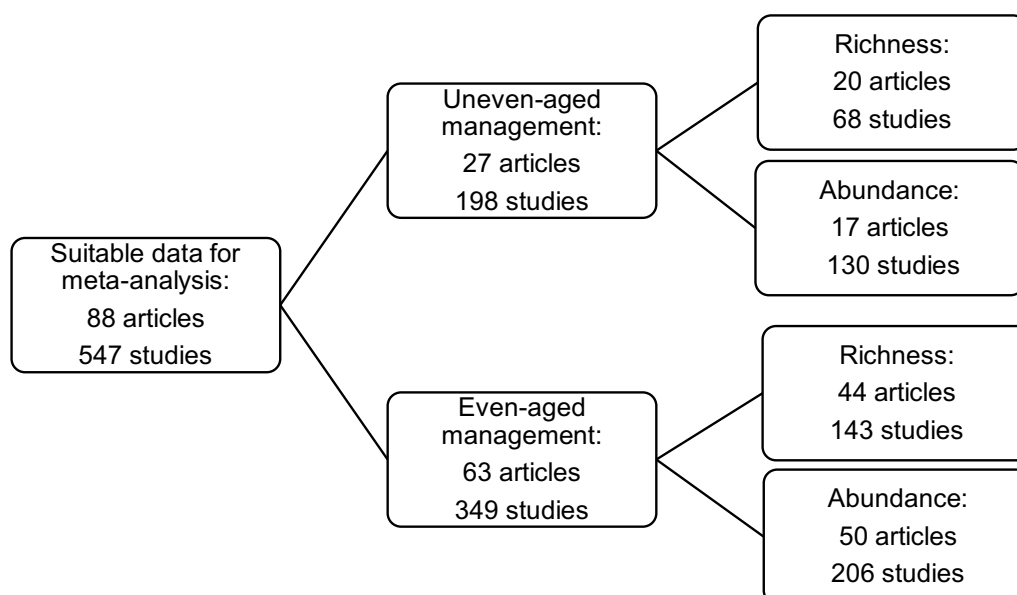 Suitable data for
meta-analysis:
88 articles
547 studies
Uneven-aged
management:
27 articles
198 studies
Richness:
20 articles
68 studies
Abundance:
17 articles
130 studies
Even-aged
management:
63 articles
349 studies
Richness:
44 articles
143 studies
Abundance:
50 articles
206 studies